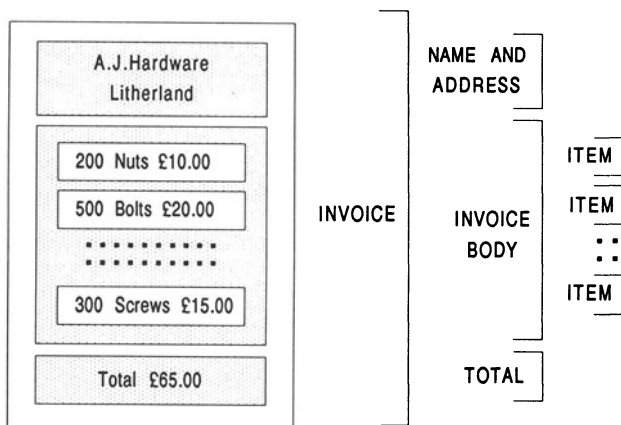 A.J.Hardware
Litherland
200 Nuts £10.00
500 Bolts £20.00
300 Screws £15.00
Total £65.00
INVOICE
NAME AND
ADDRESS
INVOICE
BODY
TOTAL
ITEM
ITEM
ITEM